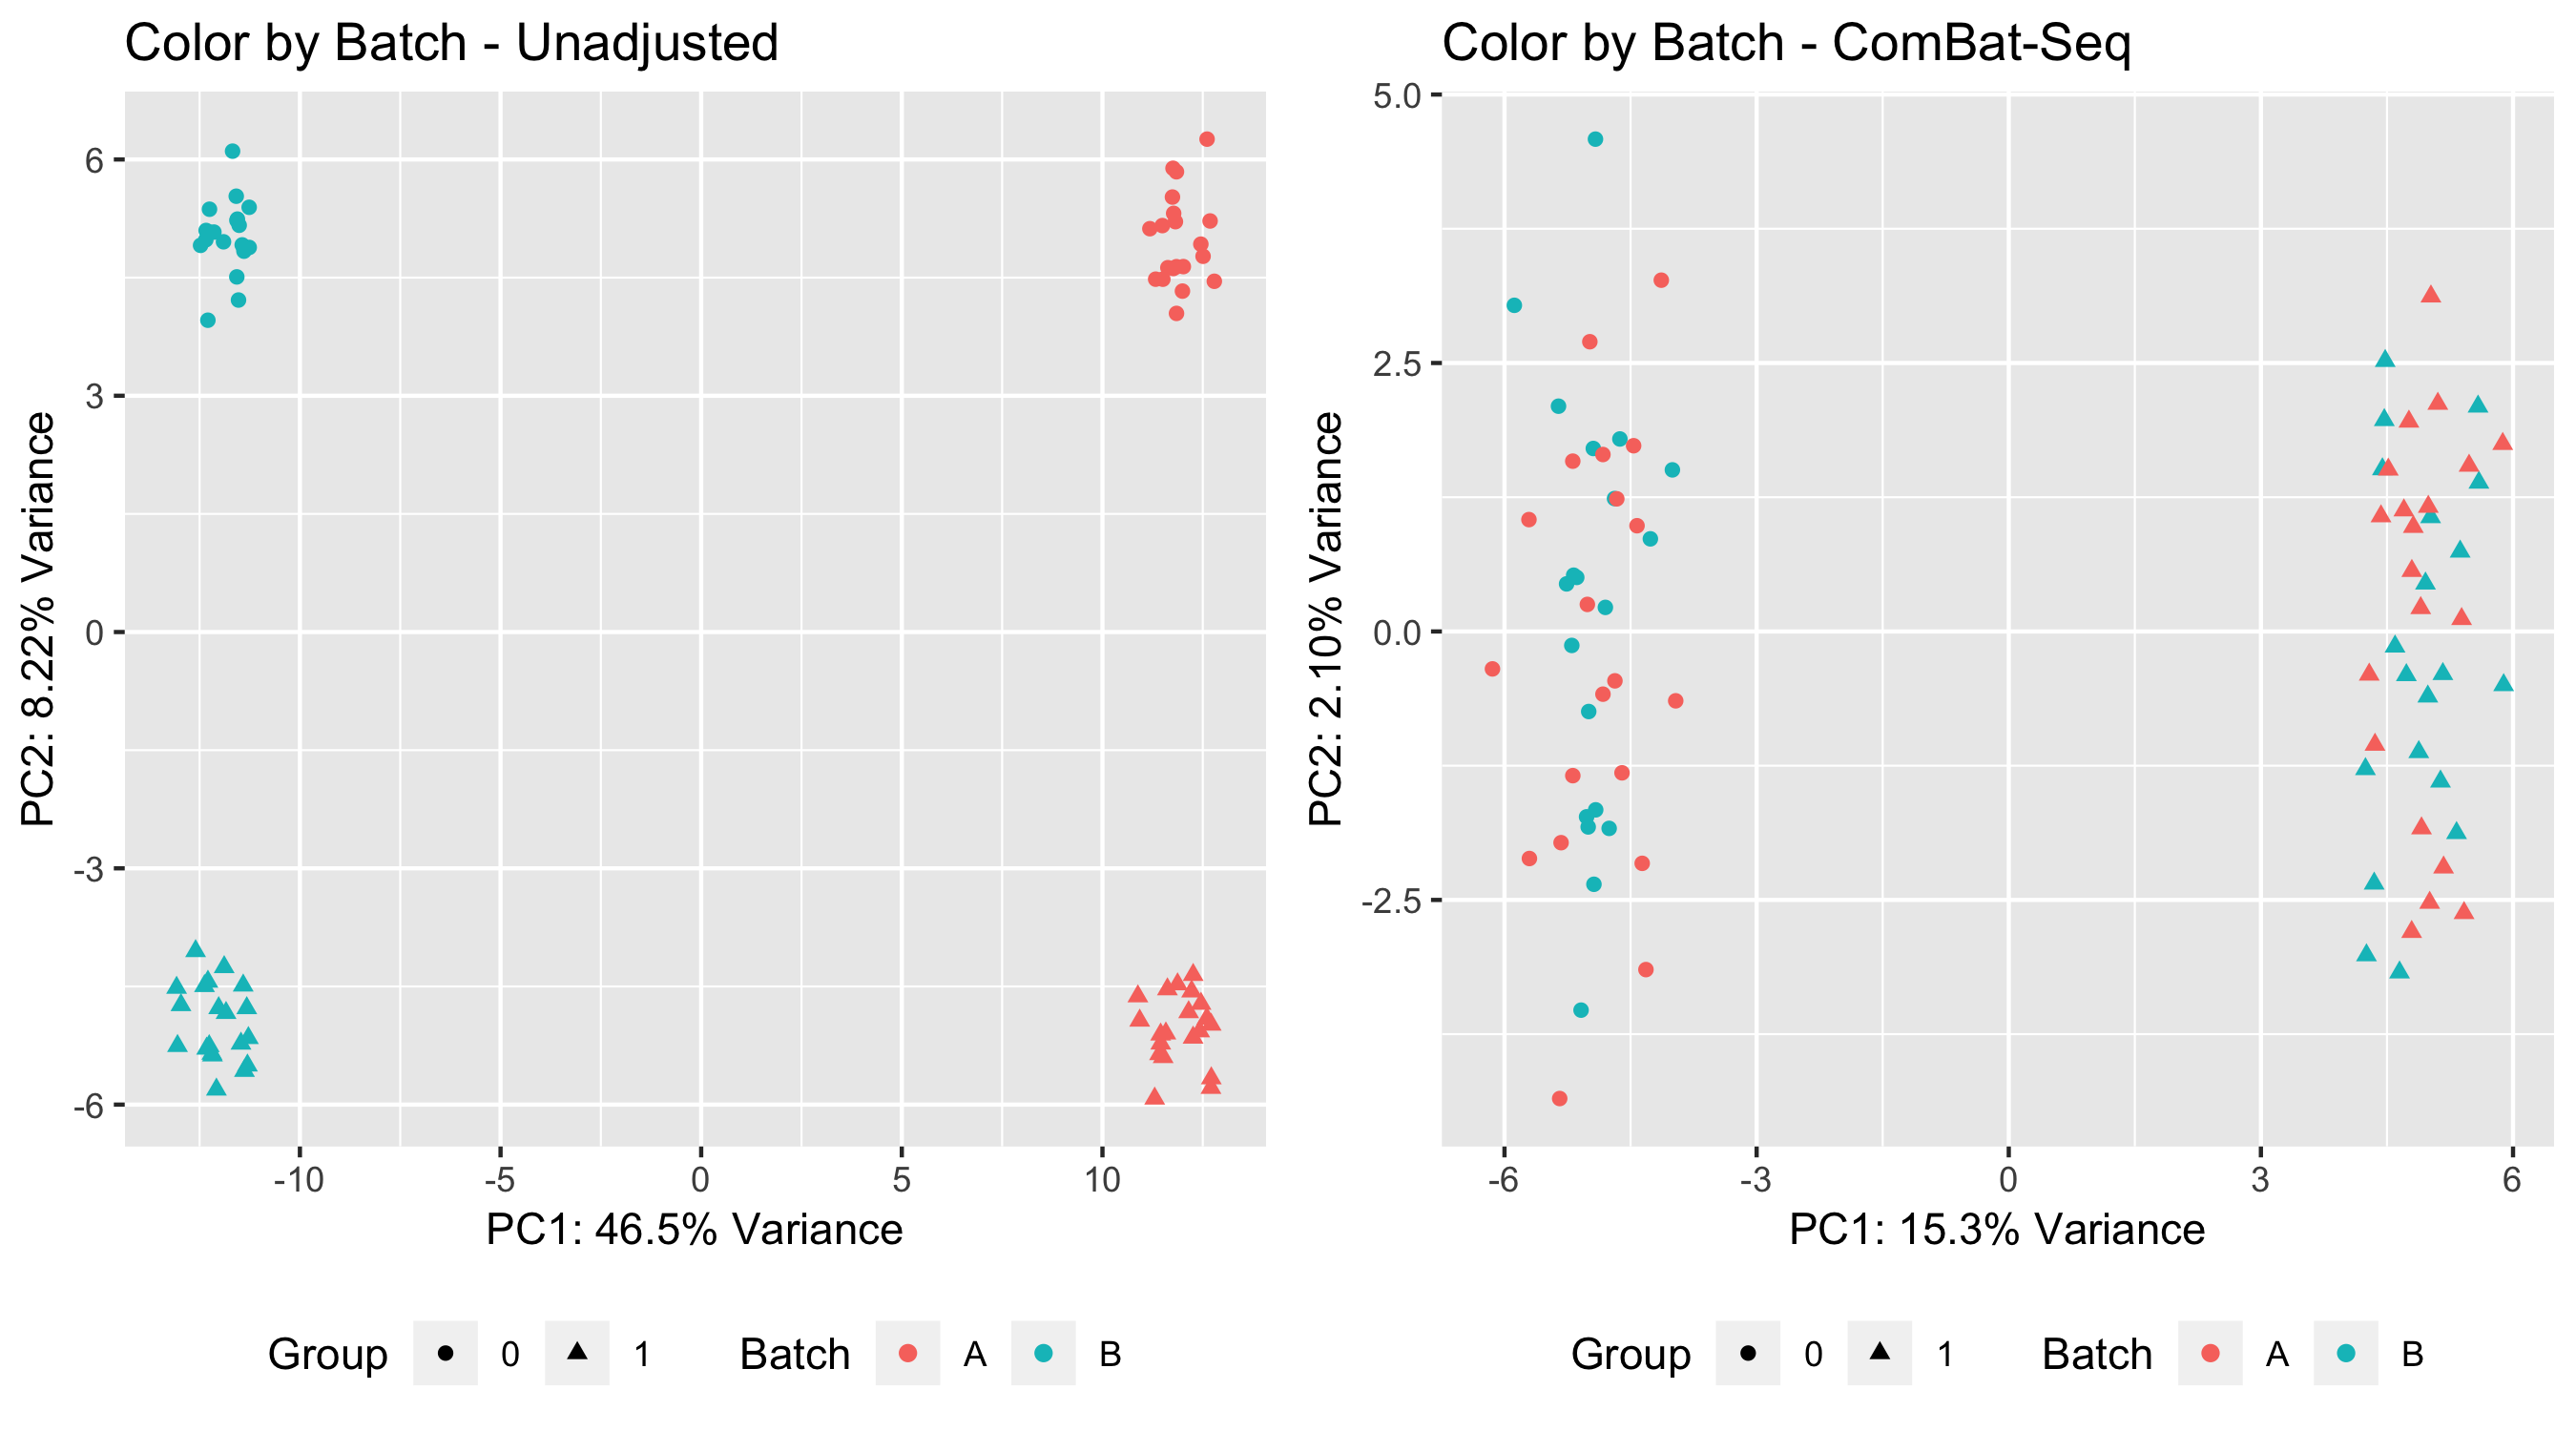 Color by Batch - Unadjusted
PC2: 8.22% Variance
6
3
0
-3
-6
-10 -5 0 5 10
PC1: 46.5% Variance
Group 0 1 Batch A B
Color by Batch - ComBat-Seq
PC2: 2.10% Variance
5.0
2.5
0.0
-2.5
-6 -3 0 3 6
PC1: 15.3% Variance
Group 0 1 Batch A B